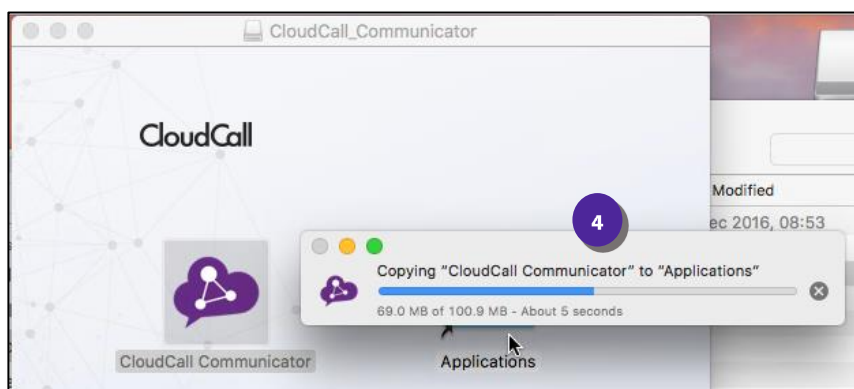 CloudCall_Communicator
CloudCall
Modified
ec 2016, 08:53
4
Copying "CloudCall Communicator" to "Applications"
69.0 MB of 100.9 MB - About 5 seconds
CloudCall Communicator
Applications